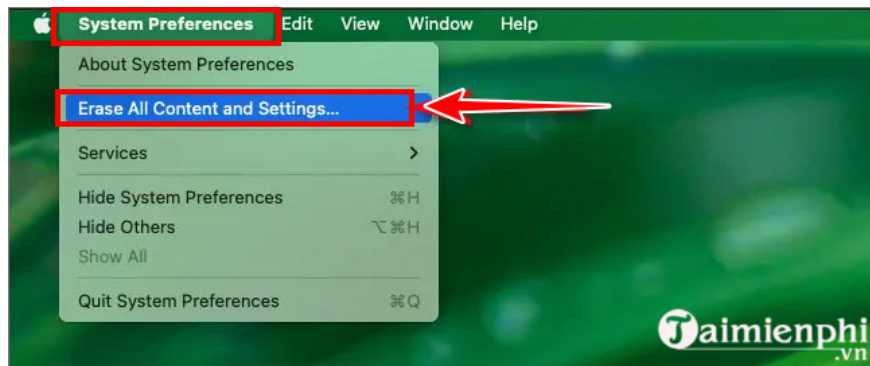 System Preferences Edit View Window Help
About System Preferences
Erase All Content and Settings...
Services
Hide System Preferences ⌘H
Hide Others ⌥⌘H
Show All
Quit System Preferences ⌘Q
Taimienphi
.vn